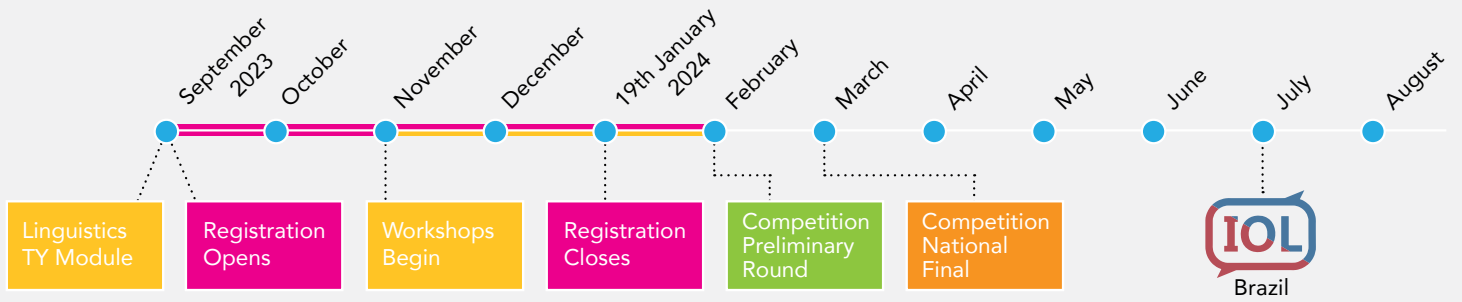 September
2023
October
November
December
19th January
2024
February
March
April
May
June
July
August
Linguistics
TY Module
Registration
Opens
Workshops
Begin
Registration
Closes
Competition
Preliminary
Round
Competition
National
Final
IOL
Brazil